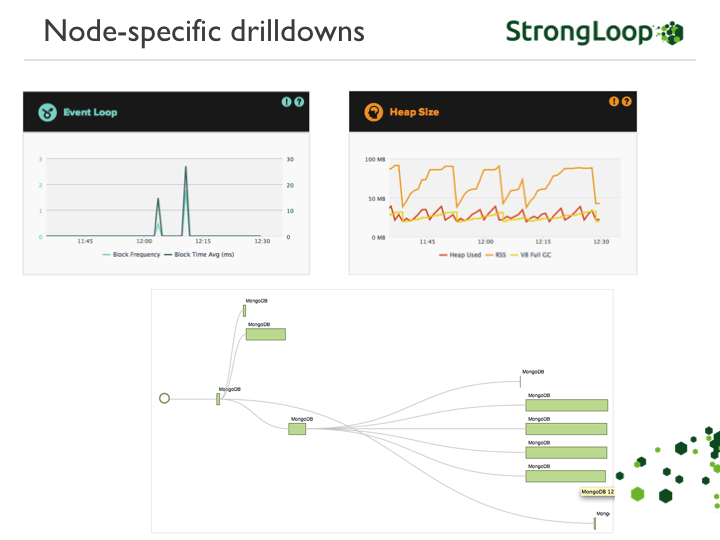 Node-specific drilldowns
StrongLoop
Event Loop
! ?
3
2
1
0
30
20
10
0
11:45 12:00 12:15 12:30
Block Frequency Block Time Avg (ms)
Heap Size
! ?
100 MB
50 MB
0 MB
11:45 12:00 12:15 12:30
Heap Used RSS V8 Full GC
MongoDB
MongoDB
MongoDB
MongoDB
MongoDB
MongoDB
MongoDB
MongoDB
MongoDB
MongoDB 12
Mong